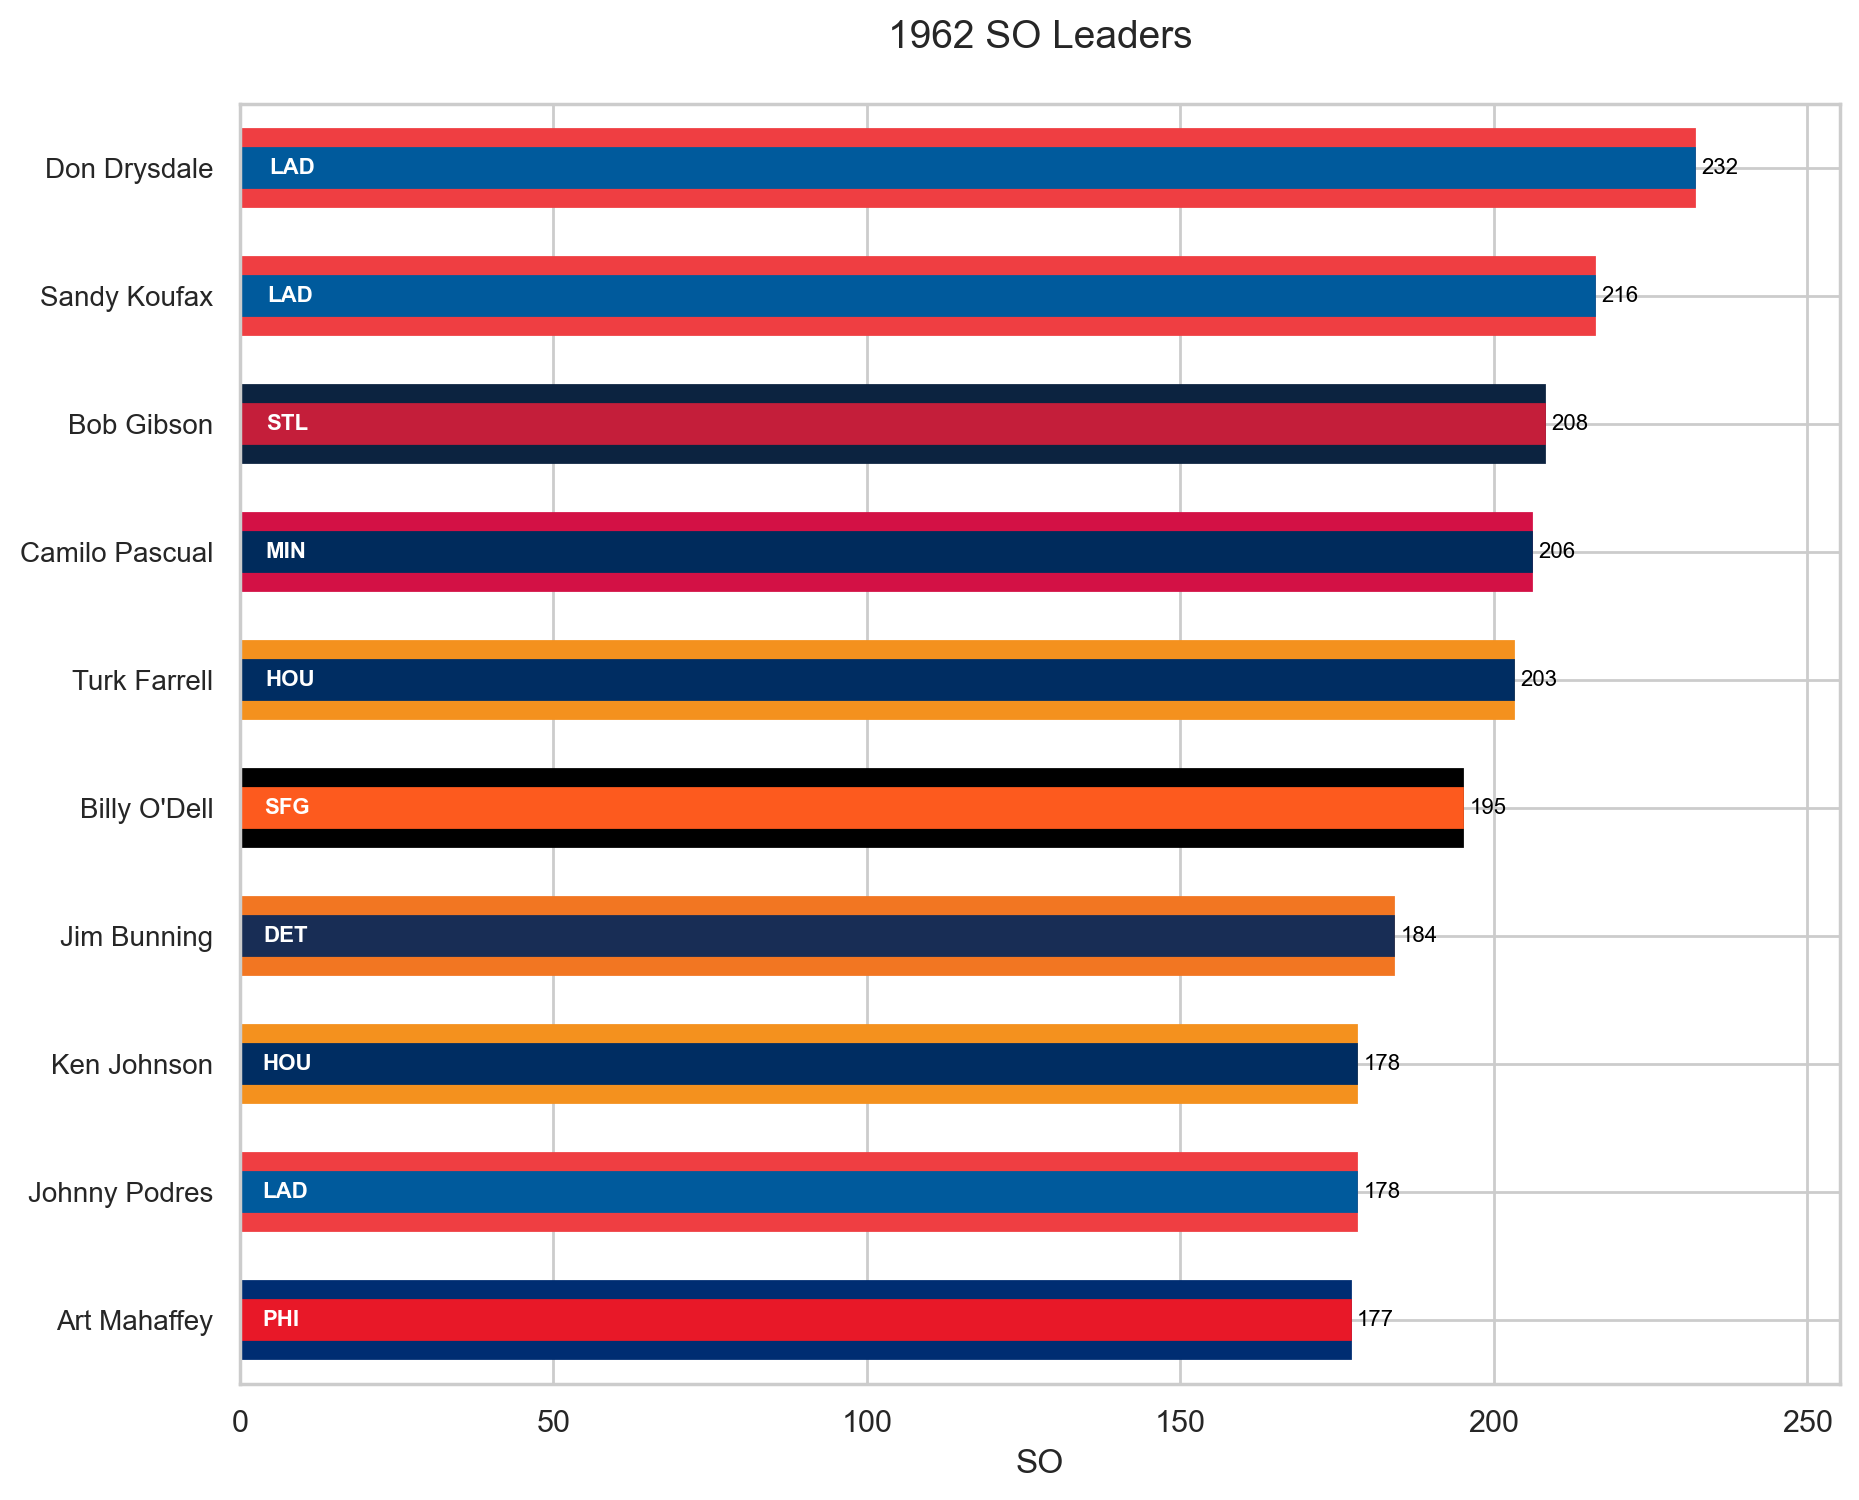 1962 SO Leaders
Don Drysdale LAD 232
Sandy Koufax LAD 216
Bob Gibson STL 208
Camilo Pascual MIN 206
Turk Farrell HOU 203
Billy O'Dell SFG 195
Jim Bunning DET 184
Ken Johnson HOU 178
Johnny Podres LAD 178
Art Mahaffey PHI 177
0 50 100 150 200 250
SO